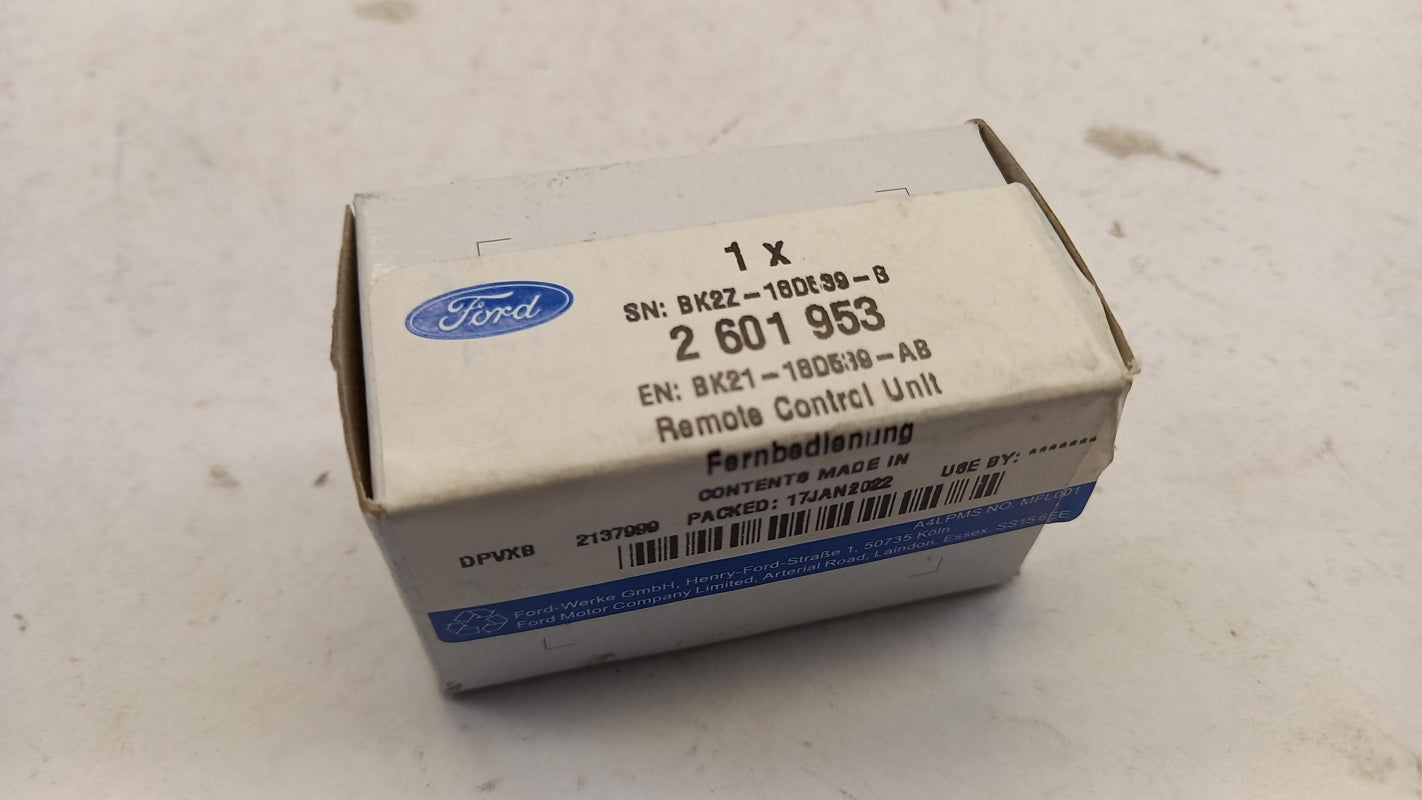 Ford
1 x
SN: BK2Z-18D539-B
2 601 953
EN: BK21-18D539-AB
Remote Control Unit
Fernbedienung
CONTENTS MADE IN
DPVXB 2137999 PACKED: 17JAN2022 USE BY: *******
A4LPMS NO. MFL001
Ford-Werke GmbH, Henry-Ford-Straße 1, 50735 Köln
Ford Motor Company Limited, Arterial Road, Laindon, Essex. SS15 6EE